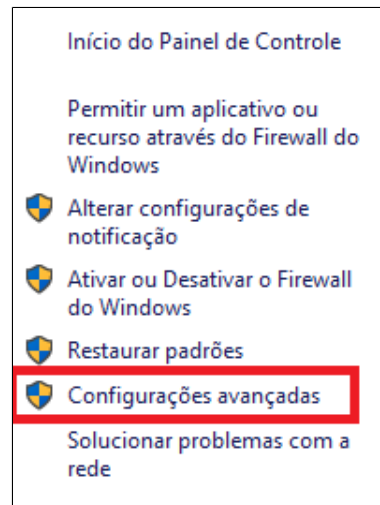 Início do Painel de Controle
Permitir um aplicativo ou
recurso através do Firewall do
Windows
Alterar configurações de
notificação
Ativar ou Desativar o Firewall
do Windows
Restaurar padrões
Configurações avançadas
Solucionar problemas com a
rede